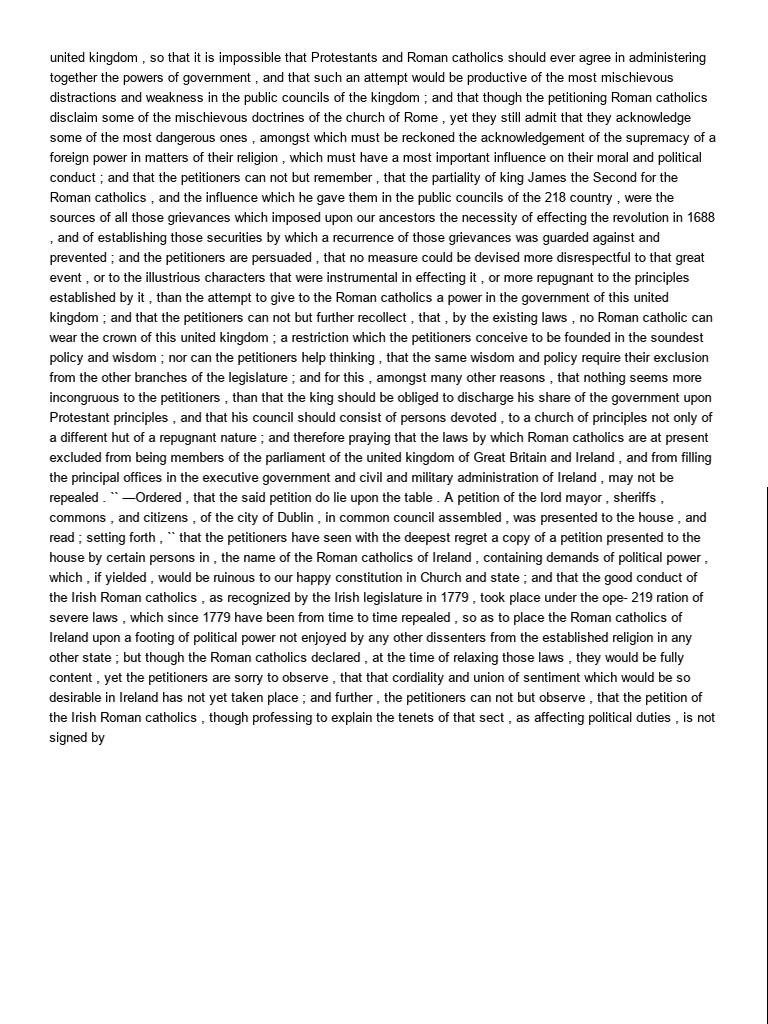 united kingdom , so that it is impossible that Protestants and Roman catholics should ever agree in administering
together the powers of government , and that such an attempt would be productive of the most mischievous
distractions and weakness in the public councils of the kingdom ; and that though the petitioning Roman catholics
disclaim some of the mischievous doctrines of the church of Rome , yet they still admit that they acknowledge
some of the most dangerous ones , amongst which must be reckoned the acknowledgement of the supremacy of a
foreign power in matters of their religion , which must have a most important influence on their moral and political
conduct ; and that the petitioners can not but remember , that the partiality of king James the Second for the
Roman catholics , and the influence which he gave them in the public councils of the 218 country , were the
sources of all those grievances which imposed upon our ancestors the necessity of effecting the revolution in 1688
, and of establishing those securities by which a recurrence of those grievances was guarded against and
prevented ; and the petitioners are persuaded , that no measure could be devised more disrespectful to that great
event , or to the illustrious characters that were instrumental in effecting it , or more repugnant to the principles
established by it , than the attempt to give to the Roman catholics a power in the government of this united
kingdom ; and that the petitioners can not but further recollect , that , by the existing laws , no Roman catholic can
wear the crown of this united kingdom ; a restriction which the petitioners conceive to be founded in the soundest
policy and wisdom ; nor can the petitioners help thinking , that the same wisdom and policy require their exclusion
from the other branches of the legislature ; and for this , amongst many other reasons , that nothing seems more
incongruous to the petitioners , than that the king should be obliged to discharge his share of the government upon
Protestant principles , and that his council should consist of persons devoted , to a church of principles not only of
a different hut of a repugnant nature ; and therefore praying that the laws by which Roman catholics are at present
excluded from being members of the parliament of the united kingdom of Great Britain and Ireland , and from filling
the principal offices in the executive government and civil and military administration of Ireland , may not be
repealed . `` —Ordered , that the said petition do lie upon the table . A petition of the lord mayor , sheriffs ,
commons , and citizens , of the city of Dublin , in common council assembled , was presented to the house , and
read ; setting forth , `` that the petitioners have seen with the deepest regret a copy of a petition presented to the
house by certain persons in , the name of the Roman catholics of Ireland , containing demands of political power ,
which , if yielded , would be ruinous to our happy constitution in Church and state ; and that the good conduct of
the Irish Roman catholics , as recognized by the Irish legislature in 1779 , took place under the ope- 219 ration of
severe laws , which since 1779 have been from time to time repealed , so as to place the Roman catholics of
Ireland upon a footing of political power not enjoyed by any other dissenters from the established religion in any
other state ; but though the Roman catholics declared , at the time of relaxing those laws , they would be fully
content , yet the petitioners are sorry to observe , that that cordiality and union of sentiment which would be so
desirable in Ireland has not yet taken place ; and further , the petitioners can not but observe , that the petition of
the Irish Roman catholics , though professing to explain the tenets of that sect , as affecting political duties , is not
signed by